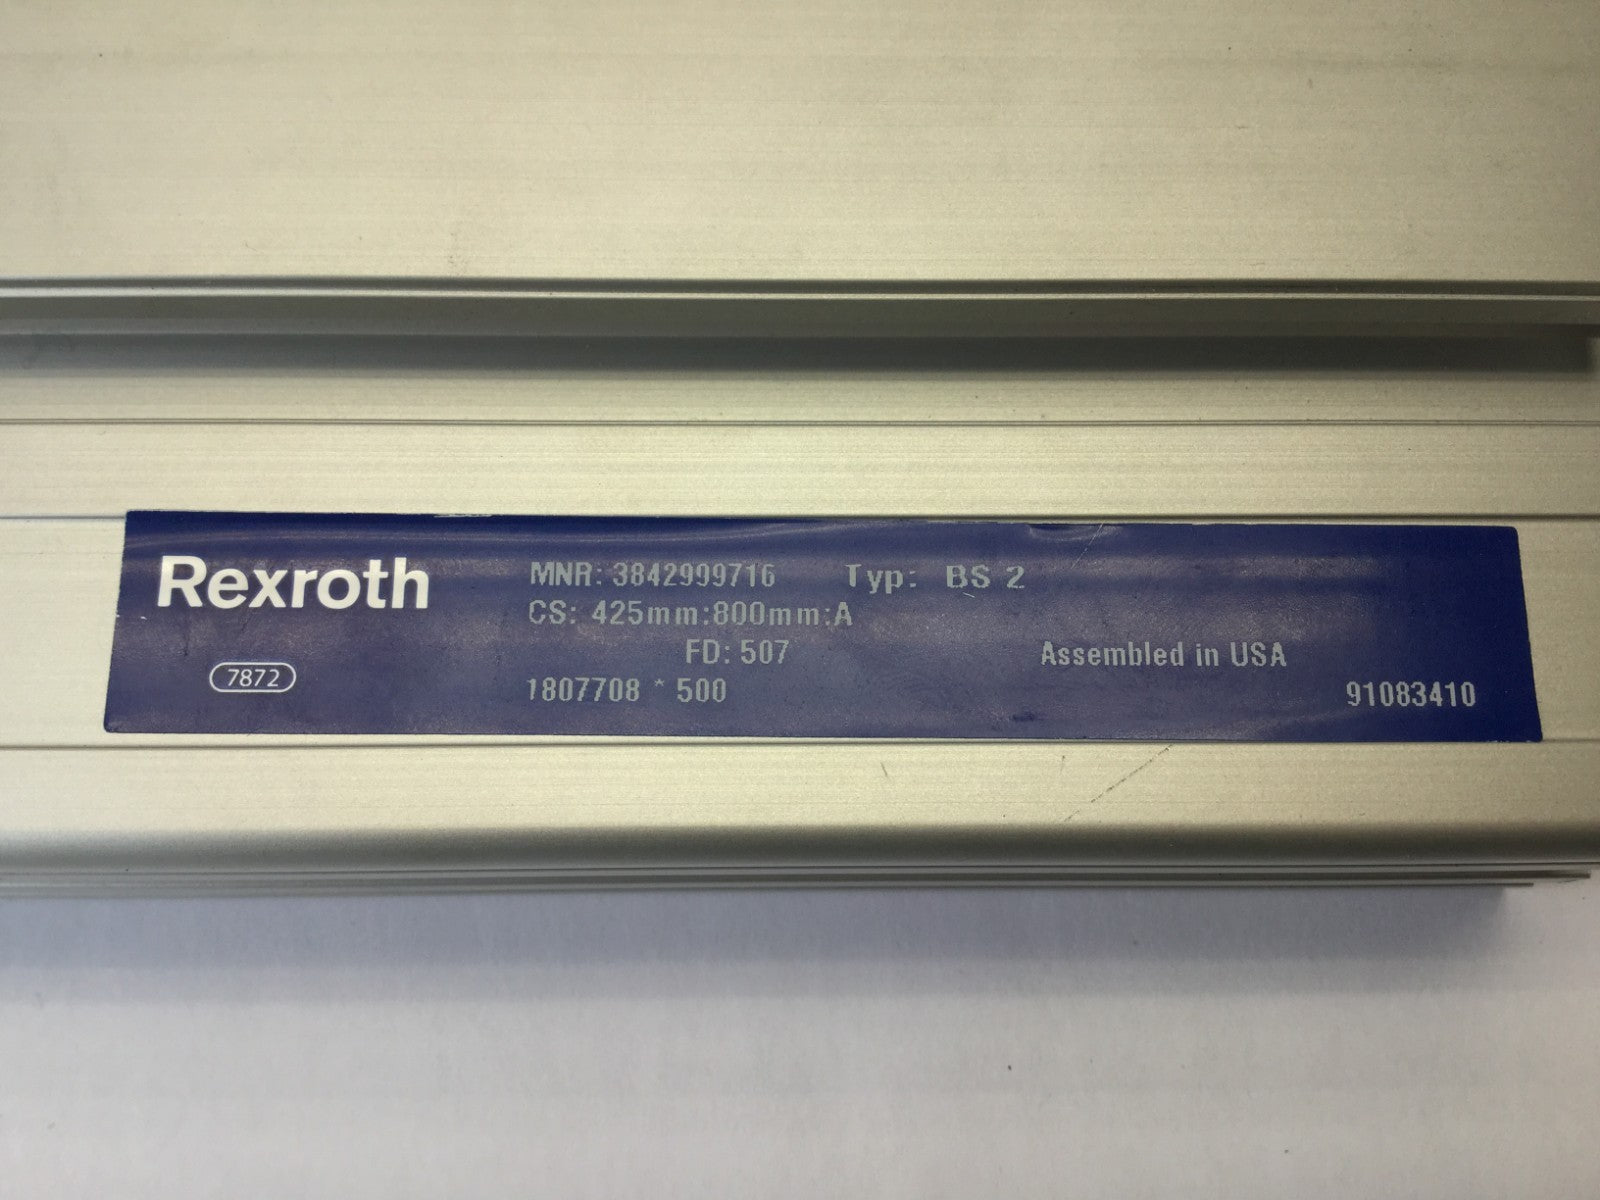 Rexroth
7872
MNR: 3842999716 Typ: BS 2
CS: 425mm:800mm:A
FD: 507 Assembled in USA
1807708 * 500 91083410